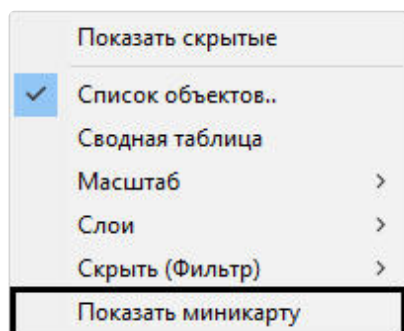 Показать скрытые
Список объектов..
Сводная таблица
Масштаб
Слои
Скрыть (Фильтр)
Показать миникарту